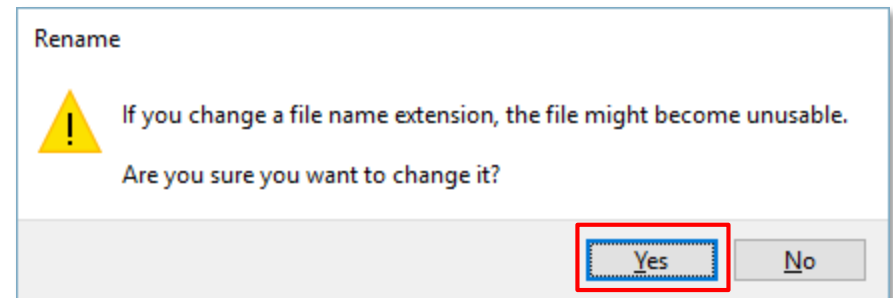 Rename
If you change a file name extension, the file might become unusable.
Are you sure you want to change it?
Yes No